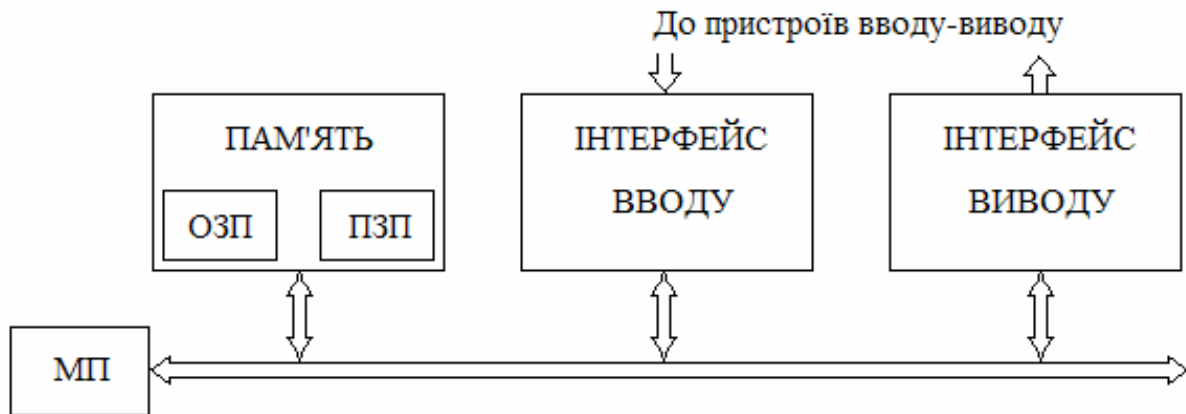 До пристроїв вводу-виводу
ПАМ'ЯТЬ
ОЗП
ПЗП
ІНТЕРФЕЙС
ВВОДУ
ІНТЕРФЕЙС
ВИВОДУ
МП